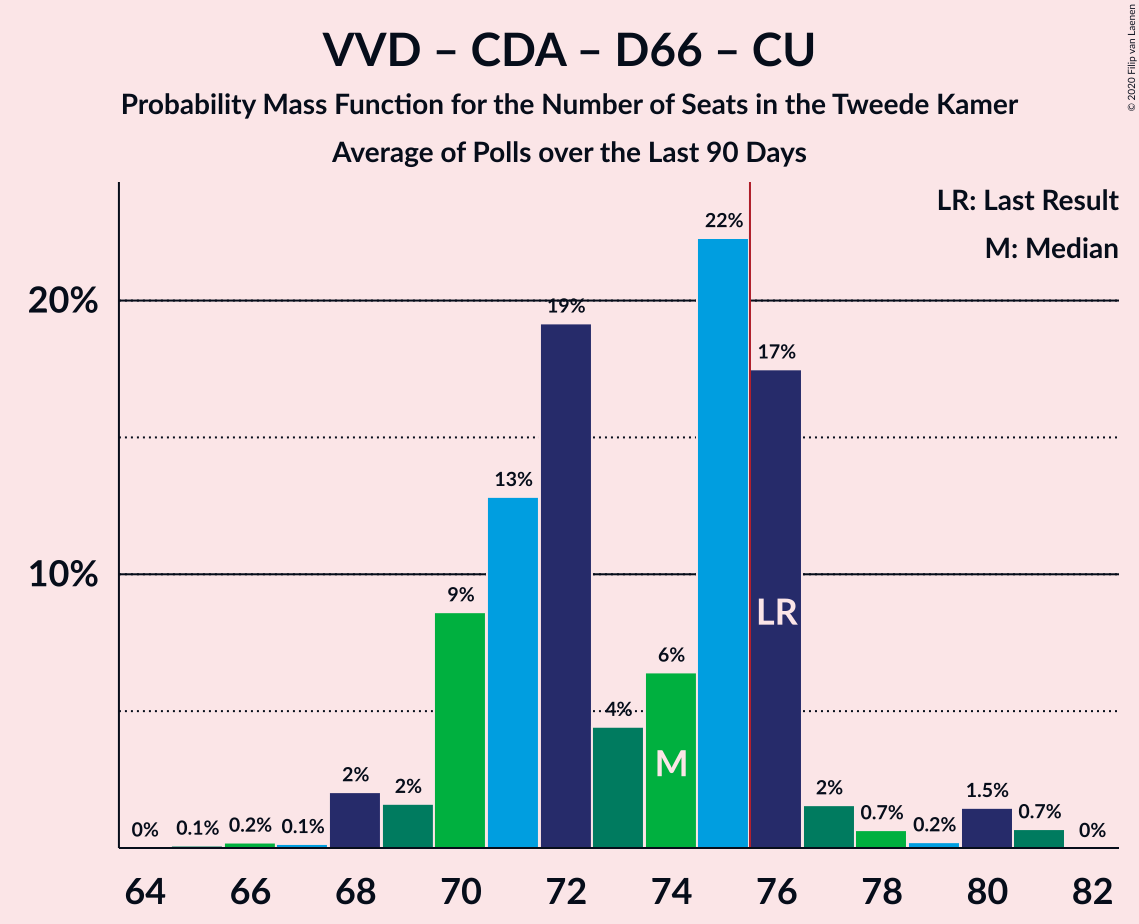 VVD – CDA – D66 – CU
Probability Mass Function for the Number of Seats in the Tweede Kamer
Average of Polls over the Last 90 Days
© 2020 Filip van Laenen
LR: Last Result
M: Median
20%
10%
0% 0.1% 0.2% 0.1% 2% 2% 9% 13% 19% 4% 6% 22% 17% 2% 0.7% 0.2% 1.5% 0.7% 0%
M
LR
64 66 68 70 72 74 76 78 80 82